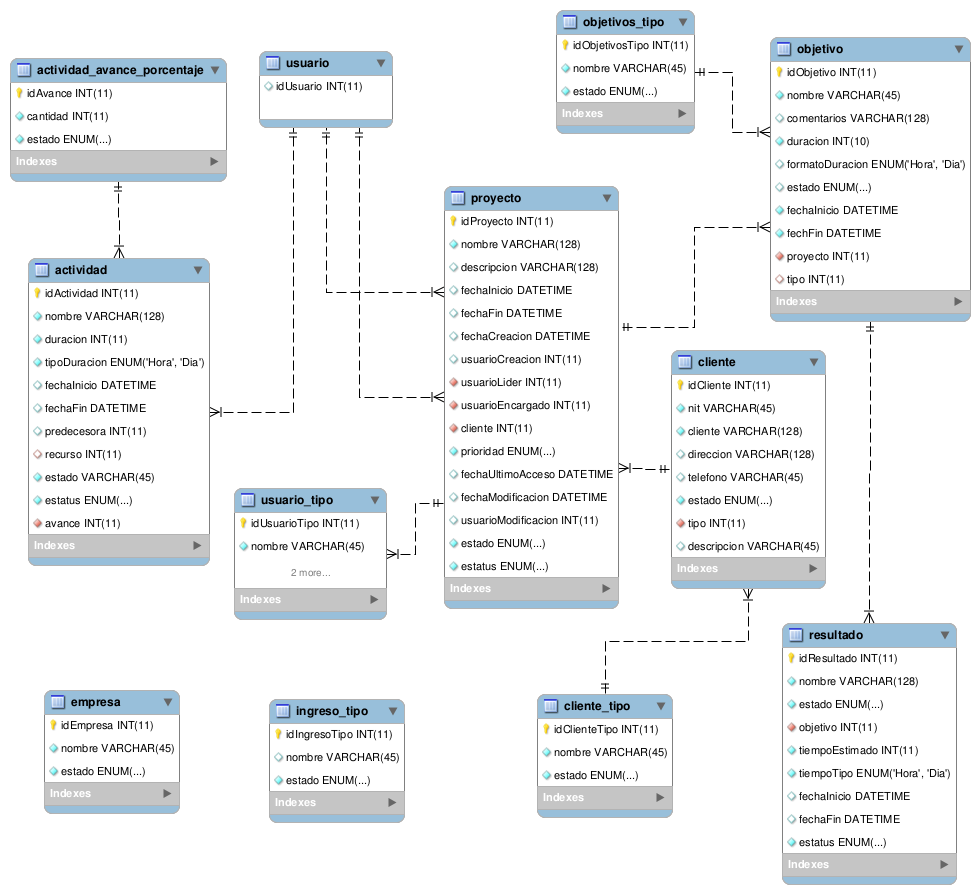 actividad_avance_porcentaje
idAvance INT(11)
cantidad INT(11)
estado ENUM(...)
Indexes
usuario
idUsuario INT(11)
objetivos_tipo
idObjetivosTipo INT(11)
nombre VARCHAR(45)
estado ENUM(...)
Indexes
objetivo
idObjetivo INT(11)
nombre VARCHAR(45)
comentarios VARCHAR(128)
duracion INT(10)
formatoDuracion ENUM('Hora', 'Dia')
estado ENUM(...)
fechaInicio DATETIME
fechFin DATETIME
proyecto INT(11)
tipo INT(11)
Indexes
proyecto
idProyecto INT(11)
nombre VARCHAR(128)
descripcion VARCHAR(128)
fechaInicio DATETIME
fechaFin DATETIME
fechaCreacion DATETIME
usuarioCreacion INT(11)
usuarioLider INT(11)
usuarioEncargado INT(11)
cliente INT(11)
prioridad ENUM(...)
fechaUltimoAcceso DATETIME
fechaModificacion DATETIME
usuarioModificacion INT(11)
estado ENUM(...)
estatus ENUM(...)
Indexes
actividad
idActividad INT(11)
nombre VARCHAR(128)
duracion INT(11)
tipoDuracion ENUM('Hora', 'Dia')
fechaInicio DATETIME
fechaFin DATETIME
predecesora INT(11)
recurso INT(11)
estado VARCHAR(45)
estatus ENUM(...)
avance INT(11)
Indexes
cliente
idCliente INT(11)
nit VARCHAR(45)
cliente VARCHAR(128)
direccion VARCHAR(128)
telefono VARCHAR(45)
estado ENUM(...)
tipo INT(11)
descripcion VARCHAR(45)
Indexes
usuario_tipo
idUsuarioTipo INT(11)
nombre VARCHAR(45)
2 more...
Indexes
resultado
idResultado INT(11)
nombre VARCHAR(128)
estado ENUM(...)
objetivo INT(11)
tiempoEstimado INT(11)
tiempoTipo ENUM('Hora', 'Dia')
fechaInicio DATETIME
fechaFin DATETIME
estatus ENUM(...)
Indexes
empresa
idEmpresa INT(11)
nombre VARCHAR(45)
estado ENUM(...)
Indexes
ingreso_tipo
idIngresoTipo INT(11)
nombre VARCHAR(45)
estado ENUM(...)
Indexes
cliente_tipo
idClienteTipo INT(11)
nombre VARCHAR(45)
estado ENUM(...)
Indexes